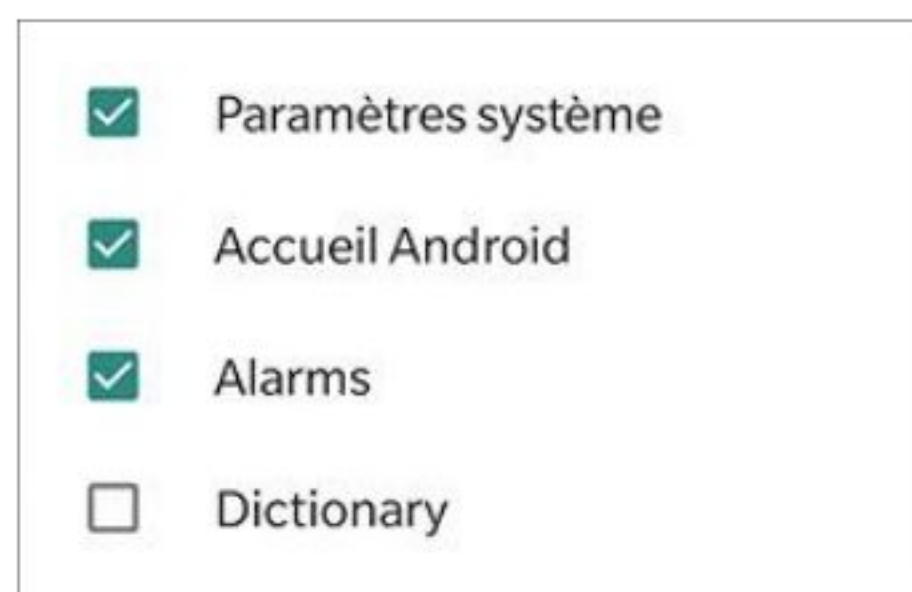 Paramètres système
Accueil Android
Alarms
Dictionary